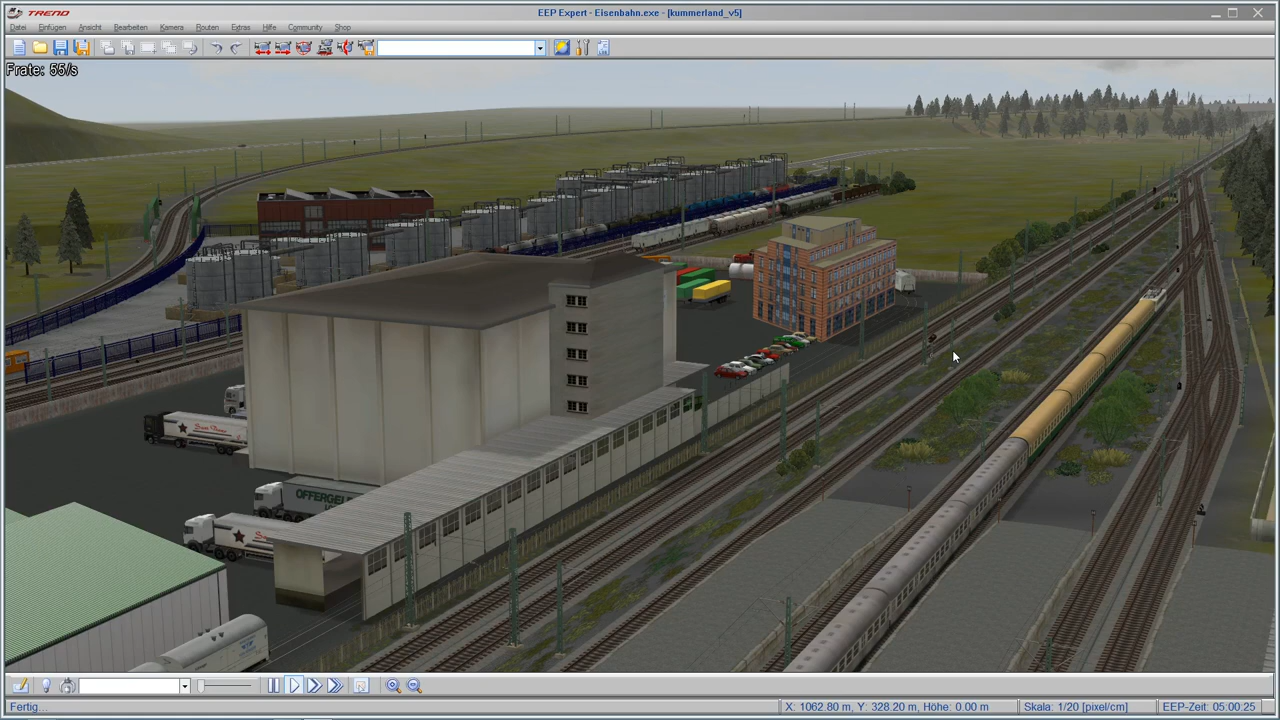 TREND
EEP Expert - Eisenbahn.exe - [kummerland_v5]
Datei Einfügen Ansicht Bearbeiten Kamera Routen Extras Hilfe Community Shop
Frate: 55/s
OFFERGEL
Fertig...
X: 1062.80 m, Y: 328.20 m, Höhe: 0.00 m
Skala: 1/20 [pixel/cm]
EEP-Zeit: 05:00:25